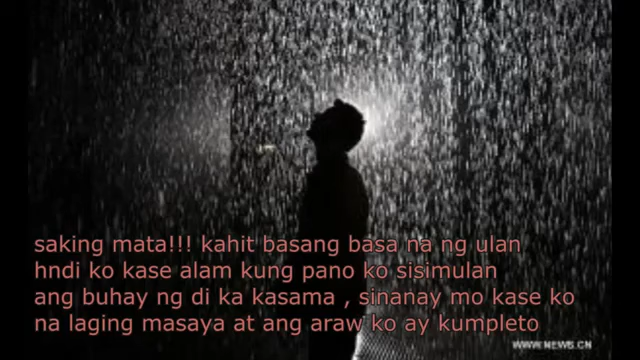 saking mata!!! kahit basang basa na ng ulan
hndi ko kase alam kung pano ko sisimulan
ang buhay ng di ka kasama , sinanay mo kase ko
na laging masaya at ang araw ko ay kumpleto
WWW.NEWS.CN